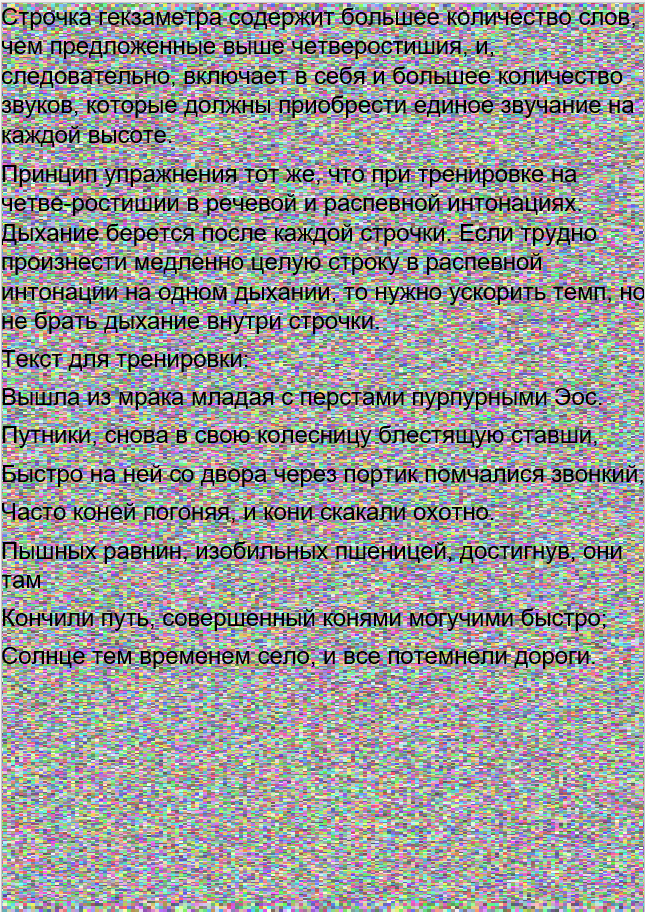 Строчка гекзаметра содержит большее количество слов,
чем предложенные выше четверостишия, и,
следовательно, включает в себя и большее количество
звуков, которые должны приобрести единое звучание на
каждой высоте.
Принцип упражнения тот же, что при тренировке на
четве-ростишии в речевой и распевной интонациях.
Дыхание берется после каждой строчки. Если трудно
произнести медленно целую строку в распевной
интонации на одном дыхании, то нужно ускорить темп, но
не брать дыхание внутри строчки.
Текст для тренировки:
Вышла из мрака младая с перстами пурпурными Эос.
Путники, снова в свою колесницу блестящую ставши,
Быстро на ней со двора через портик помчалися звонкий,
Часто коней погоняя, и кони скакали охотно.
Пышных равнин, изобильных пшеницей, достигнув, они
там
Кончили путь, совершенный конями могучими быстро;
Солнце тем временем село, и все потемнели дороги.